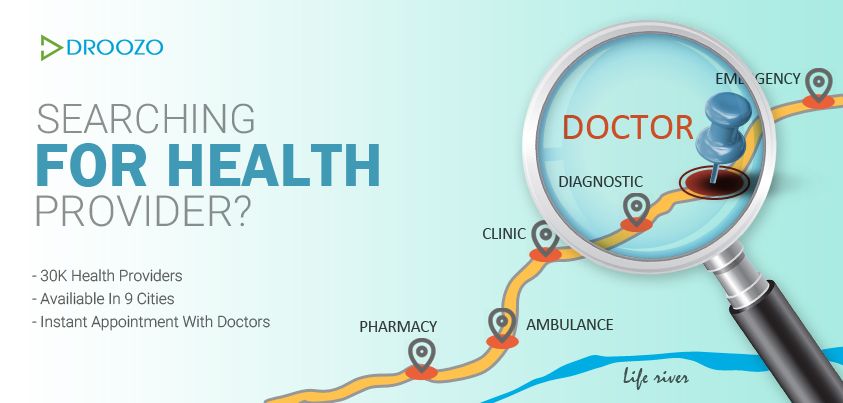 DROOZO
SEARCHING
FOR HEALTH
PROVIDER?
- 30K Health Providers
- Availiable In 9 Cities
- Instant Appointment With Doctors
EMERGENCY
DOCTOR
DIAGNOSTIC
CLINIC
PHARMACY
AMBULANCE
Life river